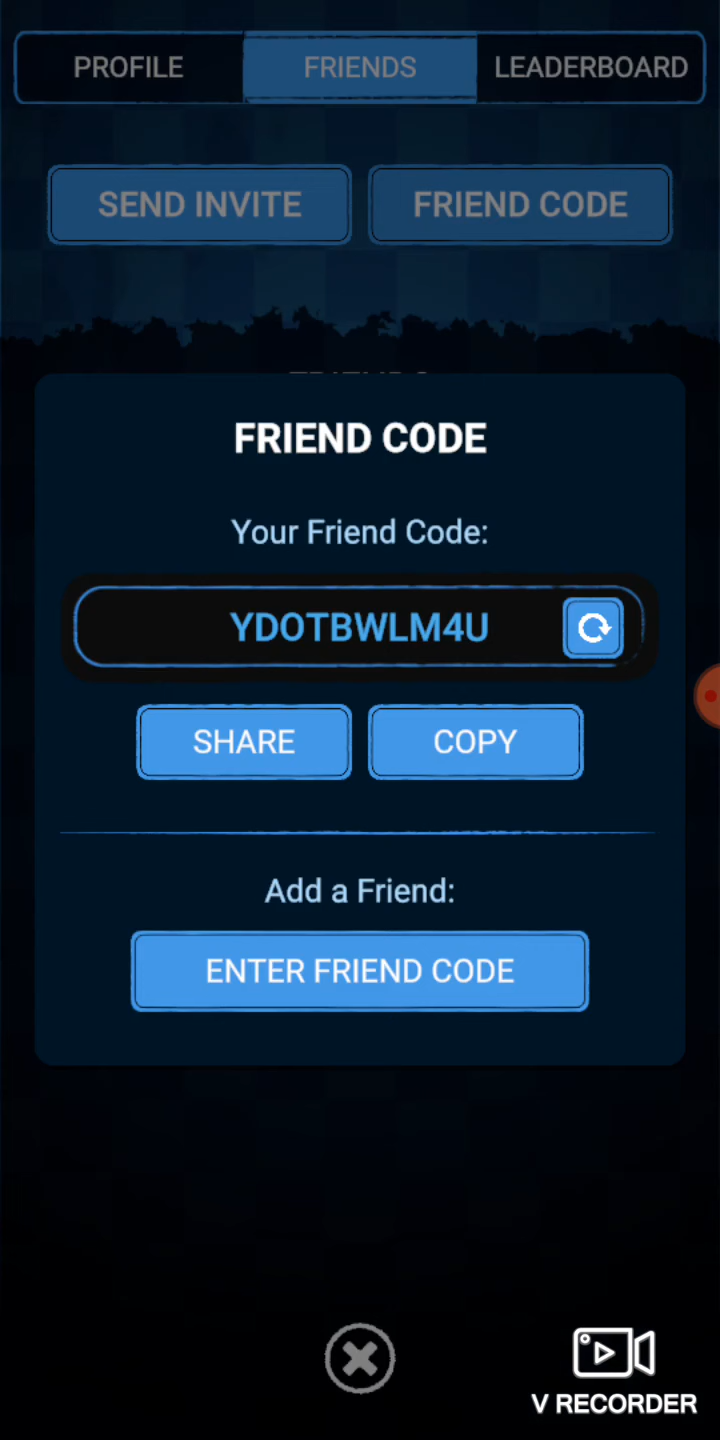 PROFILE
FRIENDS
LEADERBOARD
SEND INVITE
FRIEND CODE
FRIEND CODE
Your Friend Code:
YDOTBWLM4U
SHARE
COPY
Add a Friend:
ENTER FRIEND CODE
V RECORDER